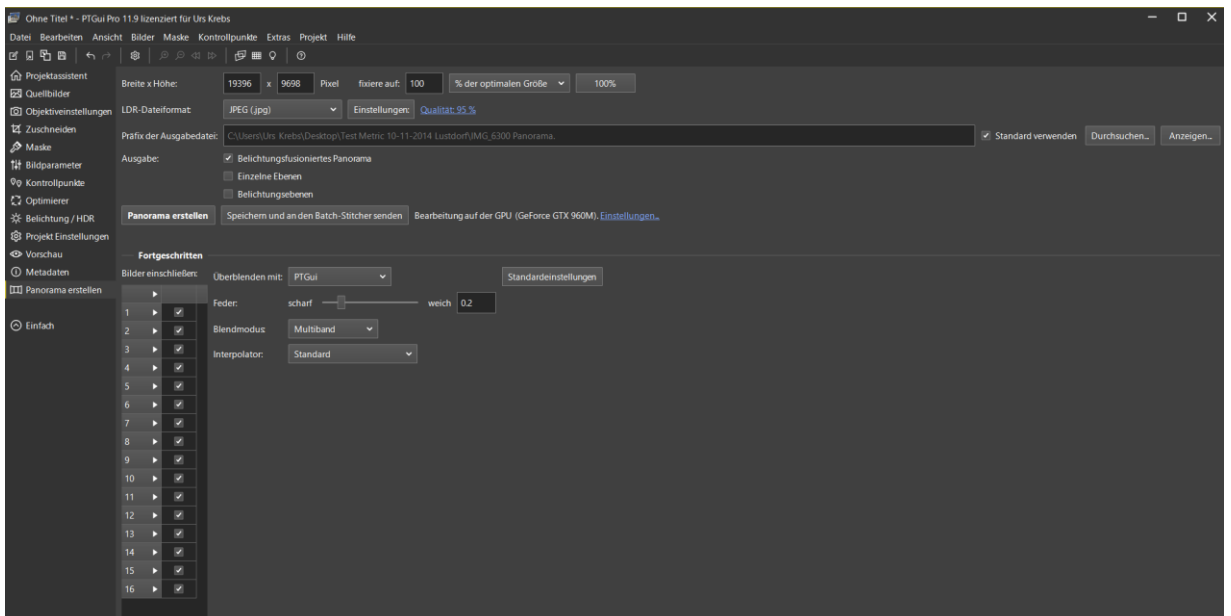 Ohne Titel * - PTGui Pro 11.9 lizenziert für Urs Krebs
Datei Bearbeiten Ansicht Bilder Maske Kontrollpunkte Extras Projekt Hilfe
Projektassistent
Quellbilder
Objektiveinstellungen
Zuschneiden
Maske
Bildparameter
Kontrollpunkte
Optimierer
Belichtung / HDR
Projekt Einstellungen
Vorschau
Metadaten
Panorama erstellen
Einfach
Breite x Höhe: 19396 x 9698 Pixel fixiere auf: 100 % der optimalen Größe 100%
LDR-Dateiformat: JPEG (.jpg) Einstellungen: Qualität: 95 %
Präfix der Ausgabedatei: C:\Users\Urs Krebs\Desktop\Test Metric 10-11-2014 Lustdorf\IMG_6300 Panorama. Standard verwenden Durchsuchen... Anzeigen...
Ausgabe: Belichtungsfusioniertes Panorama
Einzelne Ebenen
Belichtungsebenen
Panorama erstellen Speichern und an den Batch-Stitcher senden Bearbeitung auf der GPU (GeForce GTX 960M). Einstellungen...
Fortgeschritten
Bilder einschließen: Überblenden mit: PTGui Standardeinstellungen
Feder: scharf weich 0.2
Blendmodus: Multiband
Interpolator: Standard
1
2
3
4
5
6
7
8
9
10
11
12
13
14
15
16